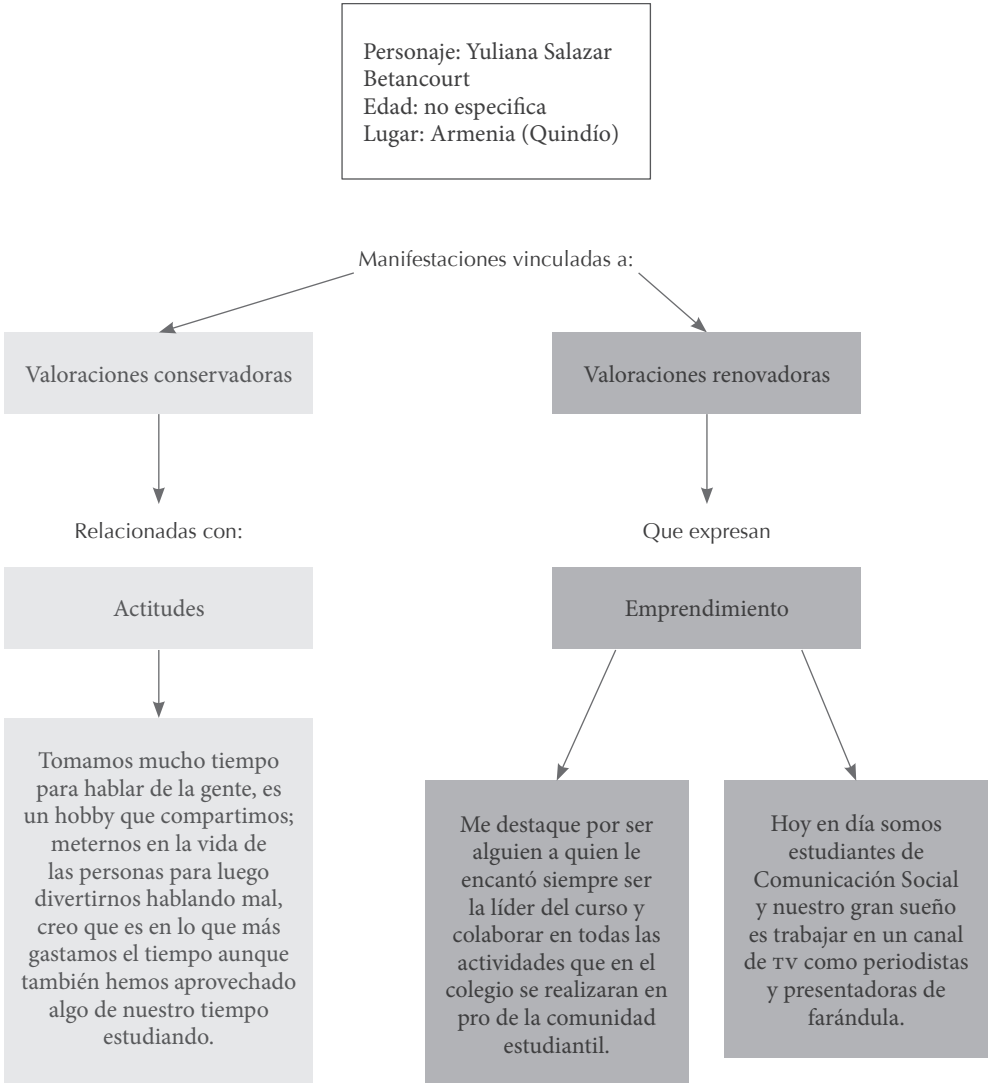 Personaje: Yuliana Salazar
Betancourt
Edad: no especifica
Lugar: Armenia (Quindío)
Manifestaciones vinculadas a:
Valoraciones conservadoras
Relacionadas con:
Actitudes
Tomamos mucho tiempo
para hablar de la gente, es
un hobby que compartimos;
meternos en la vida de
las personas para luego
divertirnos hablando mal,
creo que es en lo que más
gastamos el tiempo aunque
también hemos aprovechado
algo de nuestro tiempo
estudiando.
Valoraciones renovadoras
Que expresan
Emprendimiento
Me destaque por ser
alguien a quien le
encantó siempre ser
la líder del curso y
colaborar en todas las
actividades que en el
colegio se realizaran en
pro de la comunidad
estudiantil.
Hoy en día somos
estudiantes de
Comunicación Social
y nuestro gran sueño
es trabajar en un canal
de TV como periodistas
y presentadoras de
farándula.